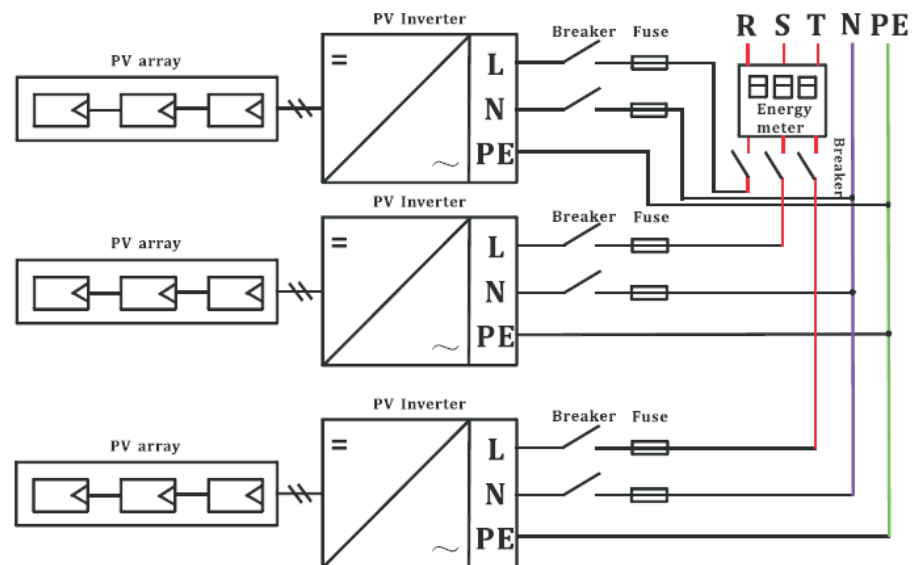 PV Inverter
Breaker Fuse
R S T N PE
PV array
=
L
N
PE
~
Energy
meter
Breaker
PV Inverter
PV array
=
Breaker Fuse
L
N
PE
~
PV Inverter
PV array
=
Breaker Fuse
L
N
PE
~